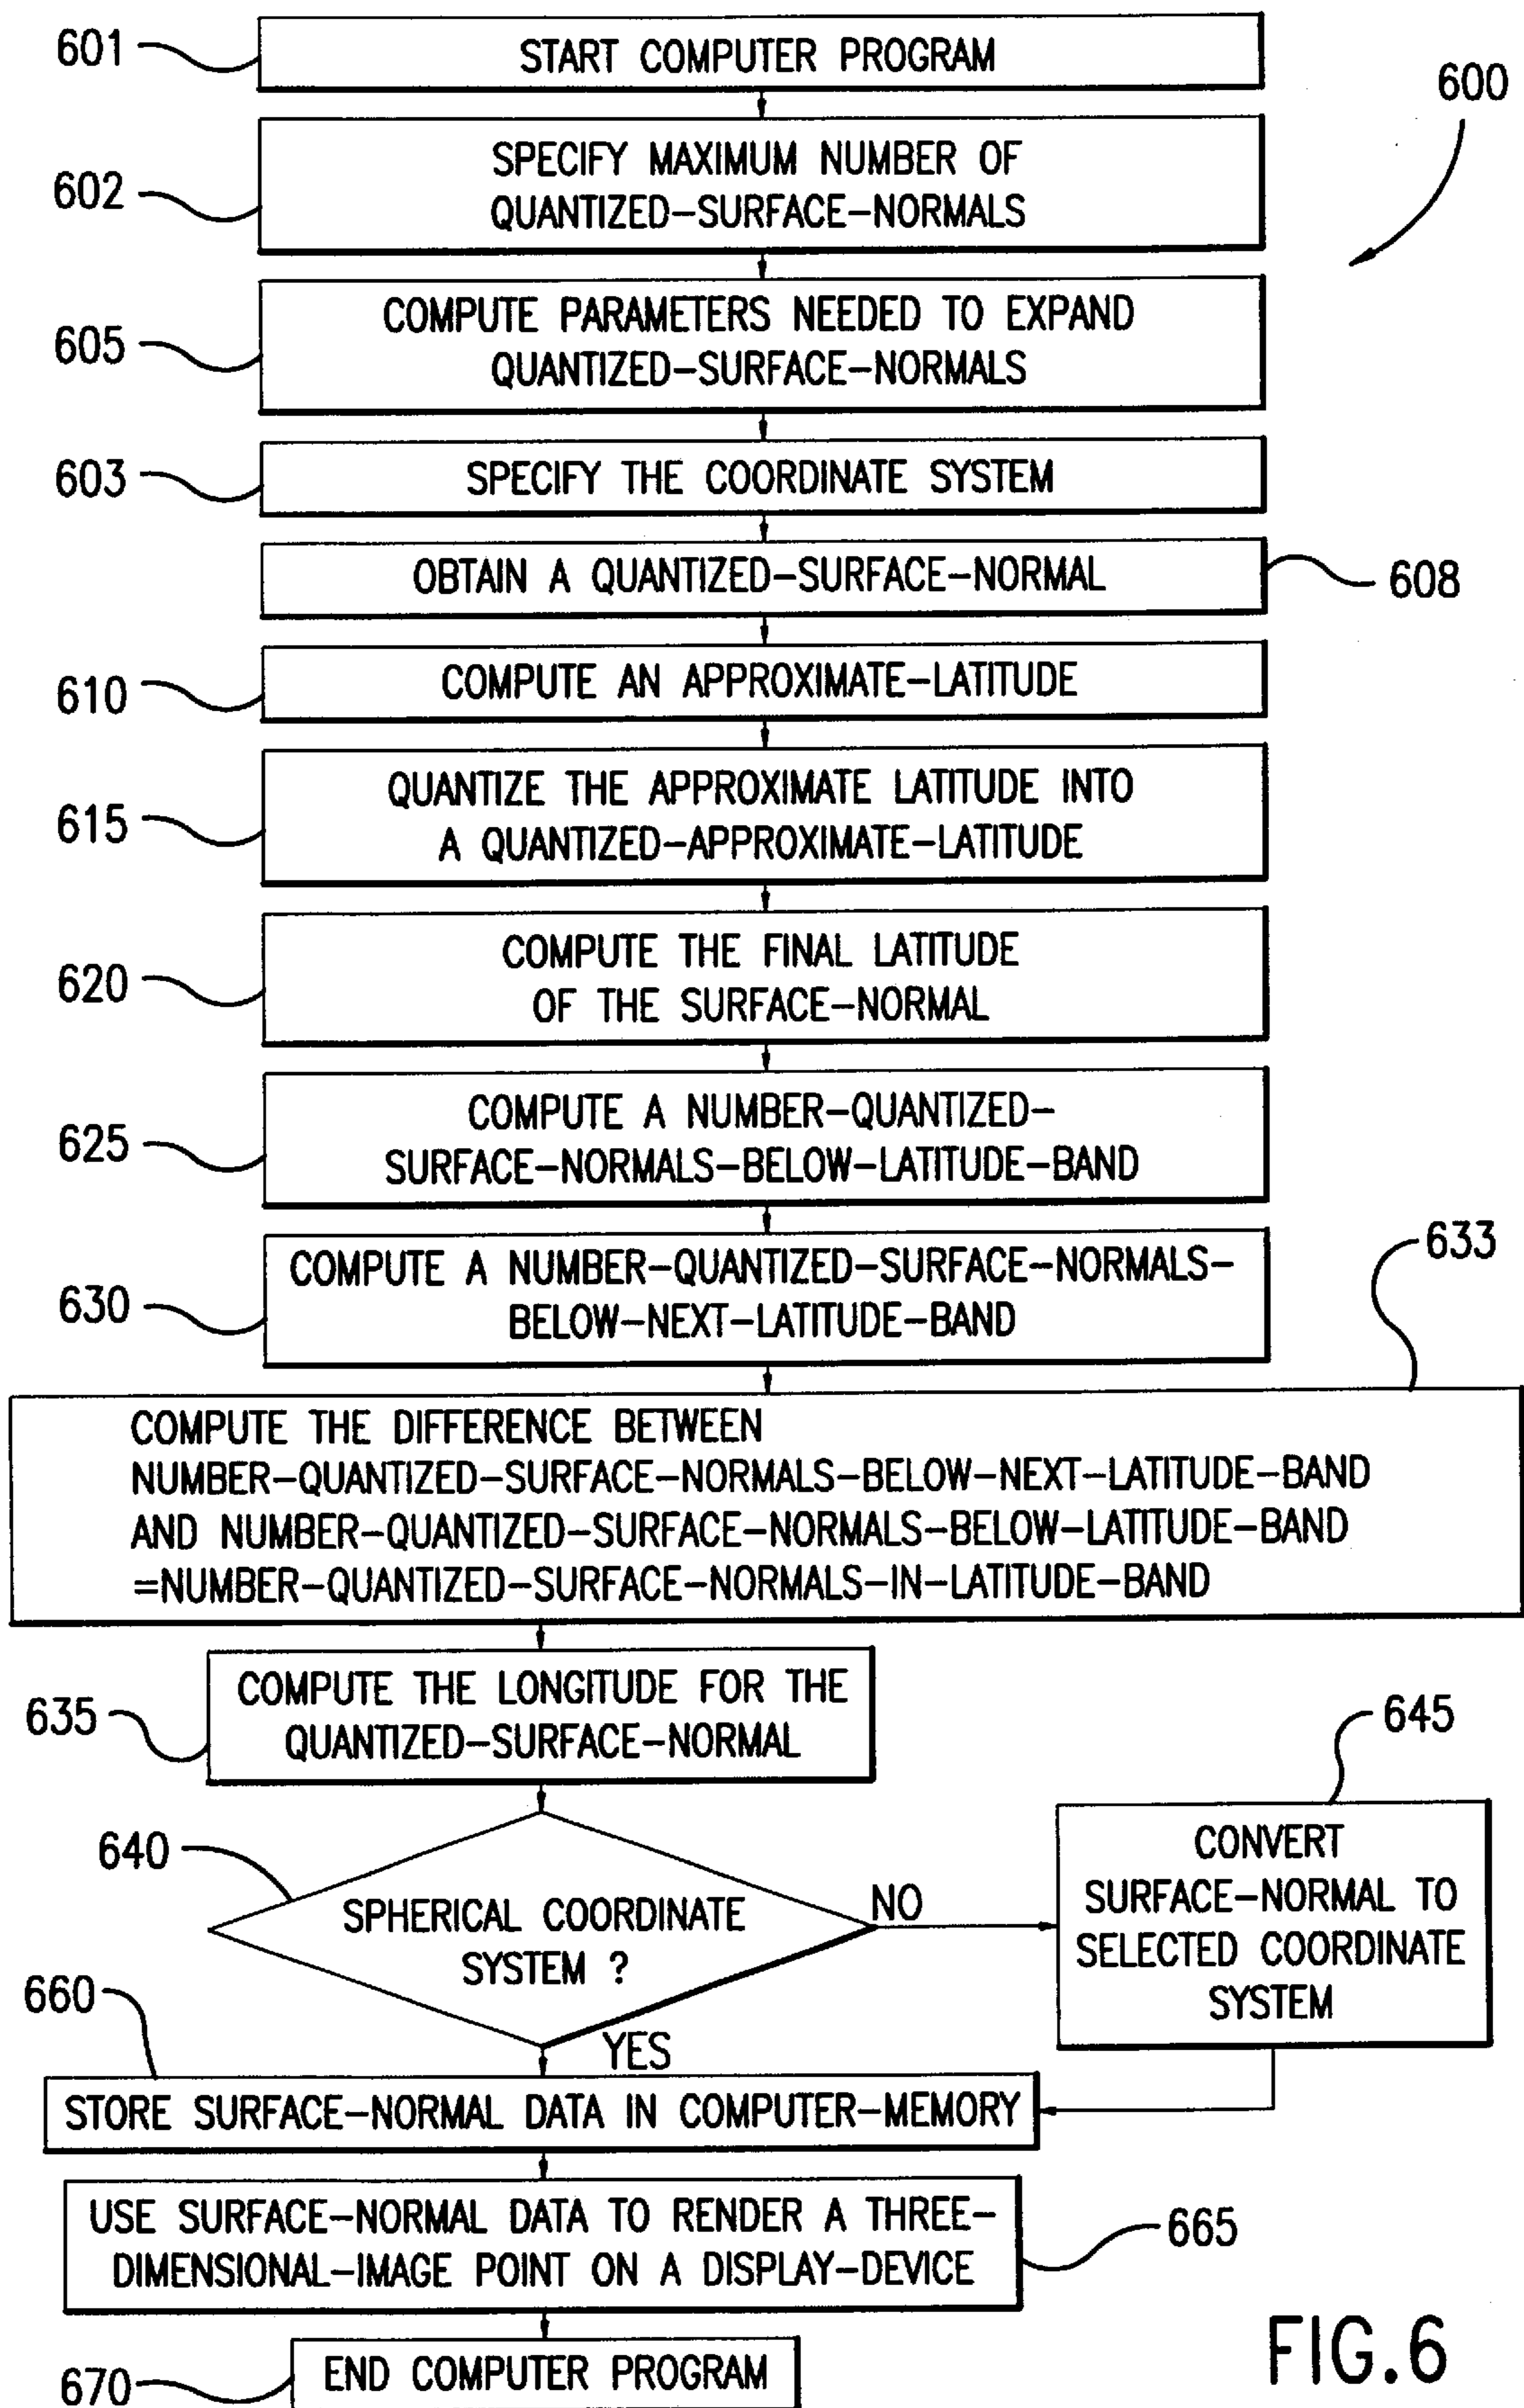 601
START COMPUTER PROGRAM
600
602
SPECIFY MAXIMUM NUMBER OF
QUANTIZED-SURFACE-NORMALS
605
COMPUTE PARAMETERS NEEDED TO EXPAND
QUANTIZED-SURFACE-NORMALS
603
SPECIFY THE COORDINATE SYSTEM
OBTAIN A QUANTIZED-SURFACE-NORMAL
608
610
COMPUTE AN APPROXIMATE-LATITUDE
615
QUANTIZE THE APPROXIMATE LATITUDE INTO
A QUANTIZED-APPROXIMATE-LATITUDE
620
COMPUTE THE FINAL LATITUDE
OF THE SURFACE-NORMAL
625
COMPUTE A NUMBER-QUANTIZED-
SURFACE-NORMALS-BELOW-LATITUDE-BAND
630
COMPUTE A NUMBER-QUANTIZED-SURFACE-NORMALS-
BELOW-NEXT-LATITUDE-BAND
633
COMPUTE THE DIFFERENCE BETWEEN
NUMBER-QUANTIZED-SURFACE-NORMALS-BELOW-NEXT-LATITUDE-BAND
AND NUMBER-QUANTIZED-SURFACE-NORMALS-BELOW-LATITUDE-BAND
=NUMBER-QUANTIZED-SURFACE-NORMALS-IN-LATITUDE-BAND
635
COMPUTE THE LONGITUDE FOR THE
QUANTIZED-SURFACE-NORMAL
640
SPHERICAL COORDINATE
SYSTEM ?
NO
645
CONVERT
SURFACE-NORMAL TO
SELECTED COORDINATE
SYSTEM
YES
660
STORE SURFACE-NORMAL DATA IN COMPUTER-MEMORY
USE SURFACE-NORMAL DATA TO RENDER A THREE-
DIMENSIONAL-IMAGE POINT ON A DISPLAY-DEVICE
665
670
END COMPUTER PROGRAM
FIG.6